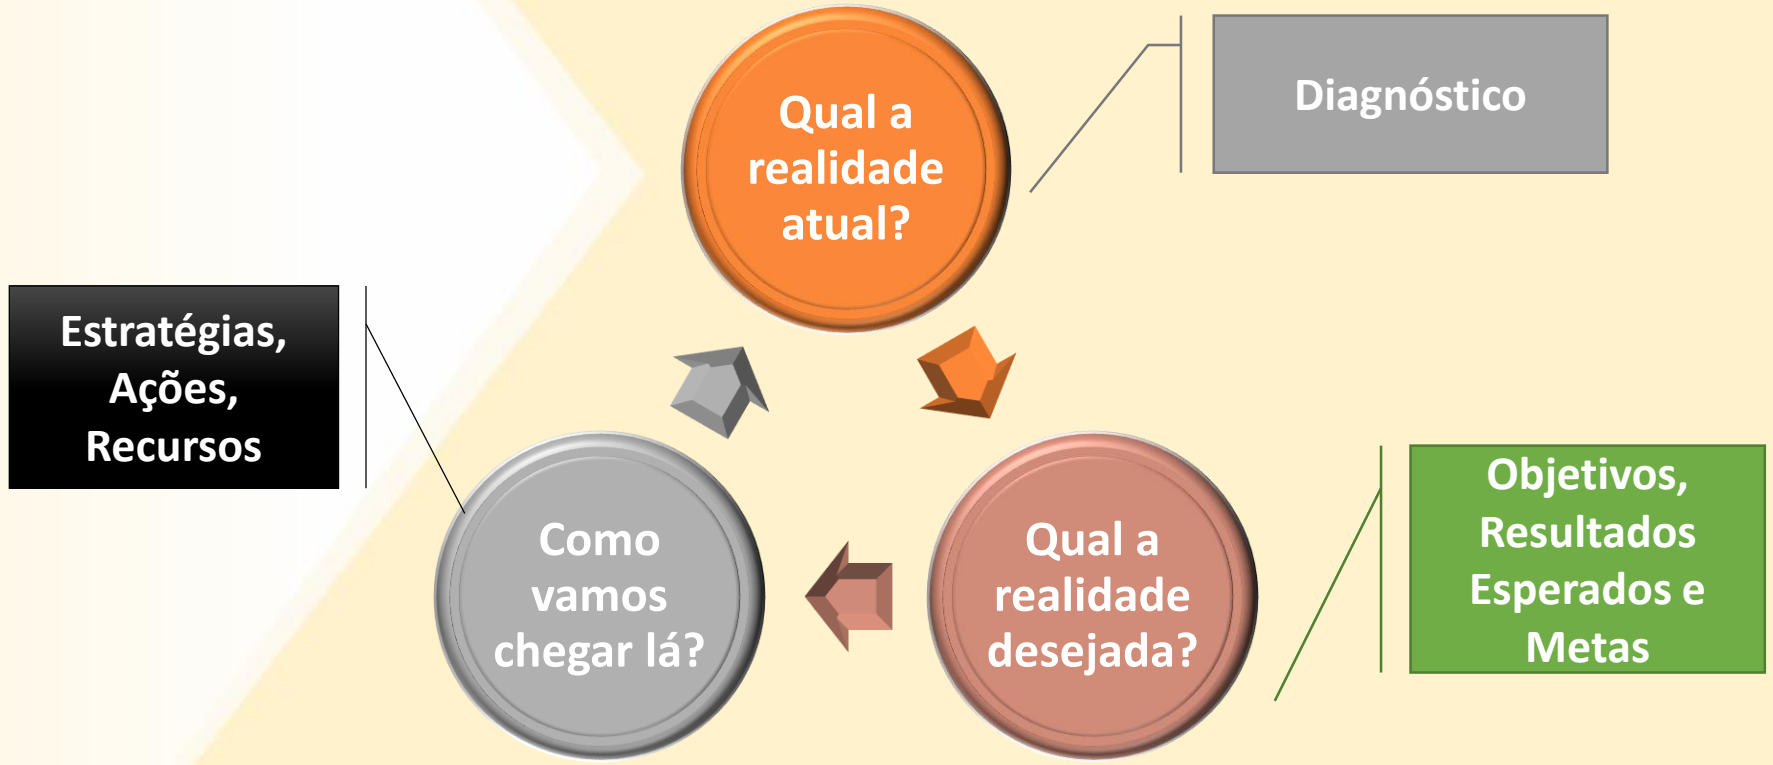 Qual a
realidade
atual?
Diagnóstico
Estratégias,
Ações,
Recursos
Como
vamos
chegar lá?
Qual a
realidade
desejada?
Objetivos,
Resultados
Esperados e
Metas